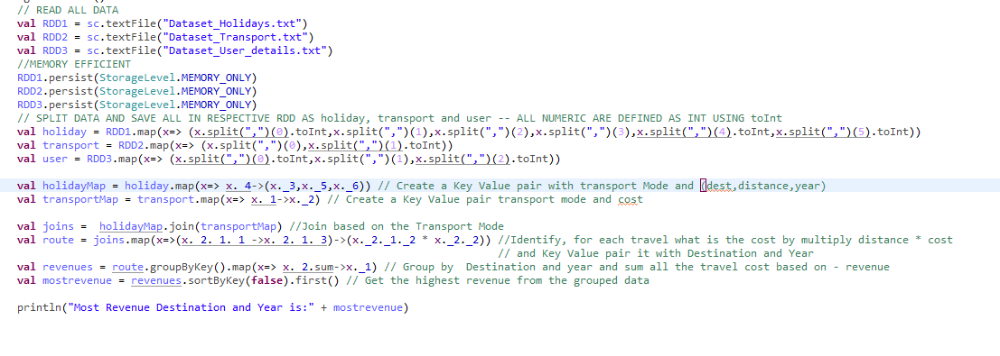 // READ ALL DATA
val RDD1 = sc.textFile("Dataset_Holidays.txt")
val RDD2 = sc.textFile("Dataset_Transport.txt")
val RDD3 = sc.textFile("Dataset_User_details.txt")
//MEMORY EFFICIENT
RDD1.persist(StorageLevel.MEMORY_ONLY)
RDD2.persist(StorageLevel.MEMORY_ONLY)
RDD3.persist(StorageLevel.MEMORY_ONLY)
// SPLIT DATA AND SAVE ALL IN RESPECTIVE RDD AS holiday, transport and user -- ALL NUMERIC ARE DEFINED AS INT USING toInt
val holiday = RDD1.map(x=> (x.split(",")(0).toInt,x.split(",")(1),x.split(",")(2),x.split(",")(3),x.split(",")(4).toInt,x.split(",")(5).toInt))
val transport = RDD2.map(x=> (x.split(",")(0),x.split(",")(1).toInt))
val user = RDD3.map(x=> (x.split(",")(0).toInt,x.split(",")(1),x.split(",")(2).toInt))
val holidayMap = holiday.map(x=> x._4->(x._3,x._5,x._6)) // Create a Key Value pair with transport Mode and (dest,distance,year)
val transportMap = transport.map(x=> x._1->x._2) // Create a Key Value pair transport mode and cost
val joins =  holidayMap.join(transportMap) //Join based on the Transport Mode
val route = joins.map(x=>(x._2._1._1 ->x._2._1._3)->(x._2._1._2 * x._2._2)) //Identify, for each travel what is the cost by multiply distance * cost
// and Key Value pair it with Destination and Year
val revenues = route.groupByKey().map(x=> x._2.sum->x._1) // Group by  Destination and year and sum all the travel cost based on - revenue
val mostrevenue = revenues.sortByKey(false).first() // Get the highest revenue from the grouped data
println("Most Revenue Destination and Year is:" + mostrevenue)